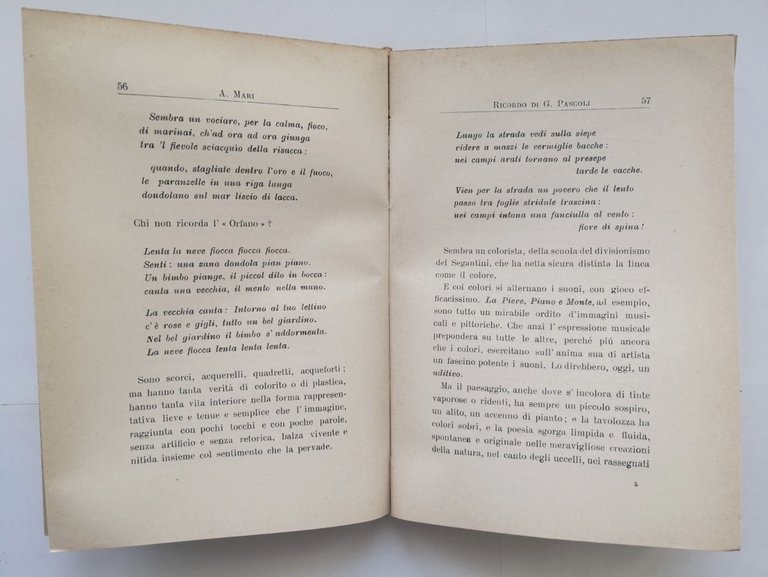 56
A. Mari
Sembra un vociare, per la calma, fioco,
di marinai, ch'ad ora ad ora giunga
tra 'l fievole sciacquìo della risacca:
quando, stagliate dentro l'oro e il fuoco,
le paranzelle in una riga lunga
dondolano sul mar liscio di lacca.
Chi non ricorda l' « Orfano » ?
Lenta la neve fiocca fiocca fiocca.
Senti: una zana dondola pian piano.
Un bimbo piange, il piccol dito in bocca:
canta una vecchia, il mento nella mano.
La vecchia canta: Intorno al tuo lettino
c'è rose e gigli, tutto un bel giardino.
Nel bel giardino il bimbo s' addormenta.
La neve fiocca lenta lenta lenta.
Sono scorci, acquerelli, quadretti, acqueforti;
ma hanno tanta verità di colorito o di plastica,
hanno tanta vita interiore nella forma rappresen-
tativa lieve e tenue e semplice che l' immagine,
raggiunta con pochi tocchi e con poche parole,
senza artificio e senza retorica, balza vivente e
nitida insieme col sentimento che la pervade.
Ricordo di G. Pascoli
57
Lungo la strada vedi sulla siepe
ridere a mazzi le vermiglie bacche:
nei campi arati tornano al presepe
tarde le vacche.
Vien per la strada un povero che il lento
passo tra foglie stridule trascina:
nei campi intona una fanciulla al vento:
fiore di spina!
Sembra un colorista, della scuola del divisionismo
del Segantini, che ha netta sicura distinta la linea
come il colore.
E coi colori si alternano i suoni, con gioco ef-
ficacissimo. La Pieve, Piano e Monte, ad esempio,
sono tutto un mirabile ordito d'immagini musi-
cali e pittoriche. Che anzi l' espressione musicale
prepondera su tutte le altre, perché più ancora
che i colori, esercitano sull' anima sua di artista
un fascino potente i suoni. Lo direbbero, oggi, un
uditivo.
Ma il paesaggio, anche dove s' incolora di tinte
vaporose o ridenti, ha sempre un piccolo sospiro,
un alito, un accenno di pianto; e la tavolozza ha
colori sobri, e la poesia sgorga limpida e fluida,
spontanea e originale nelle meravigliose creazioni
della natura, nel canto degli uccelli, nei rassegnati
5